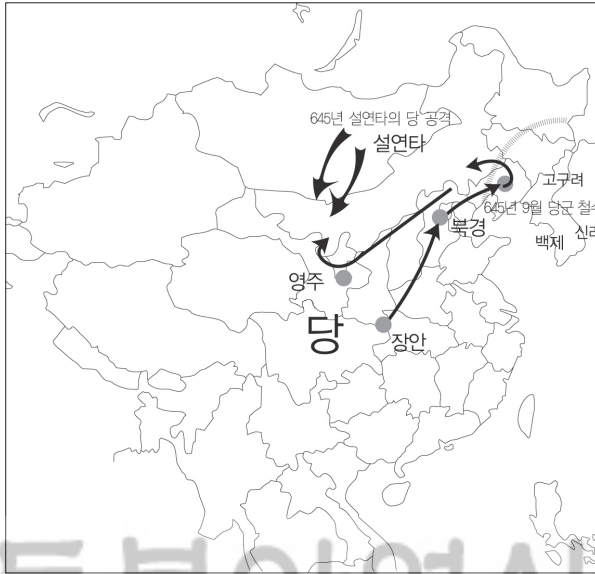 645년 설연타의 당 공격
설연타
고구려
645년 9월 당군 철수
북경
신라
백제
영주
당
장안